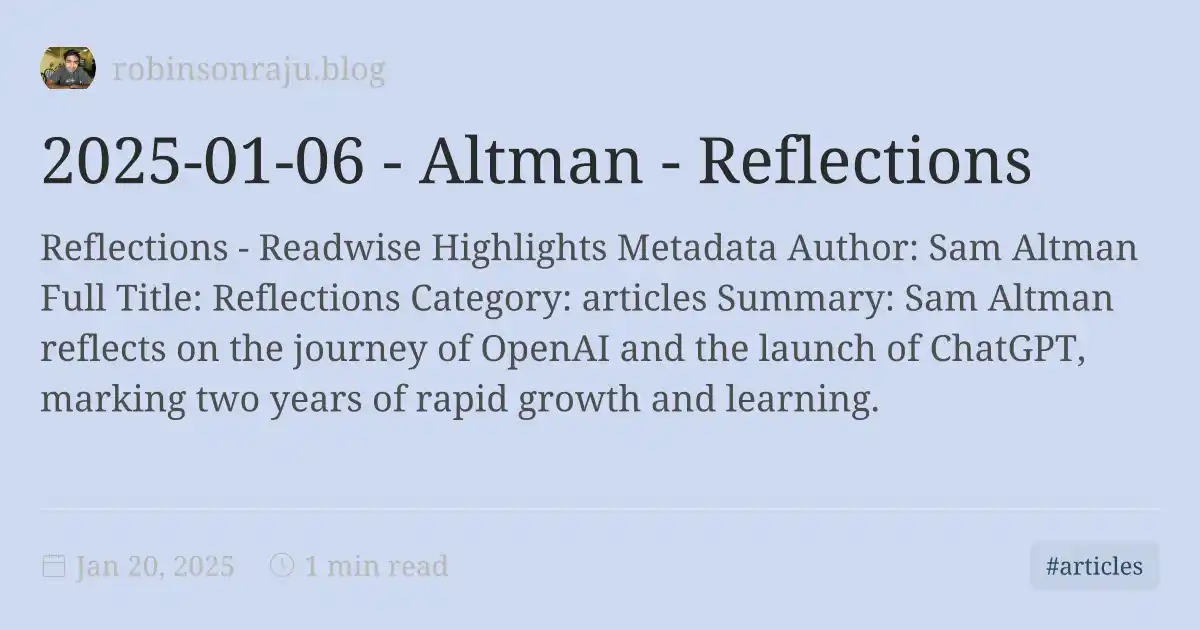 robinsonraju.blog
2025-01-06 - Altman - Reflections
Reflections - Readwise Highlights Metadata Author: Sam Altman
Full Title: Reflections Category: articles Summary: Sam Altman
reflects on the journey of OpenAI and the launch of ChatGPT,
marking two years of rapid growth and learning.
Jan 20, 2025 1 min read #articles